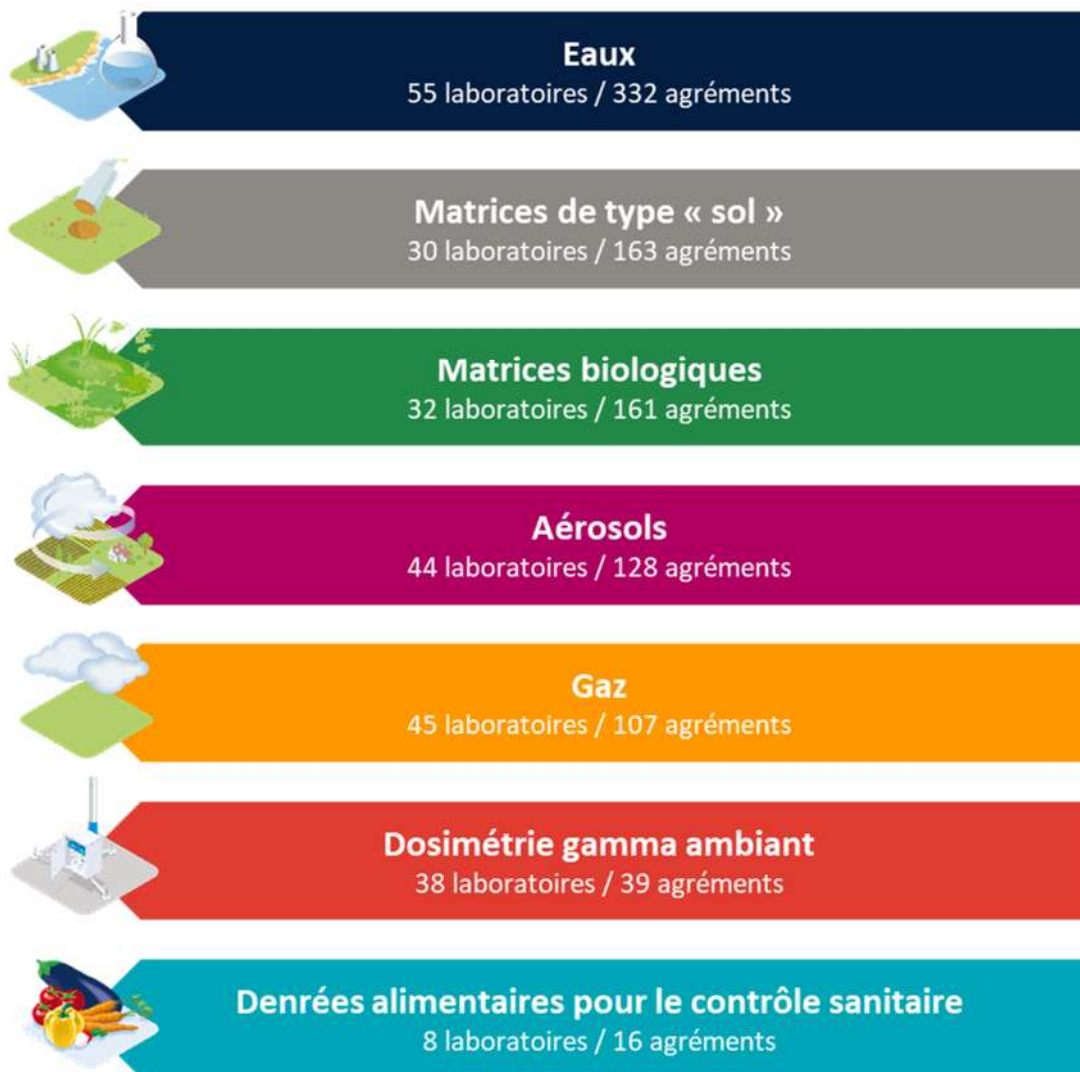 Eaux
55 laboratoires / 332 agréments
Matrices de type « sol »
30 laboratoires / 163 agréments
Matrices biologiques
32 laboratoires / 161 agréments
Aérosols
44 laboratoires / 128 agréments
Gaz
45 laboratoires / 107 agréments
Dosimétrie gamma ambiant
38 laboratoires / 39 agréments
Denrées alimentaires pour le contrôle sanitaire
8 laboratoires / 16 agréments